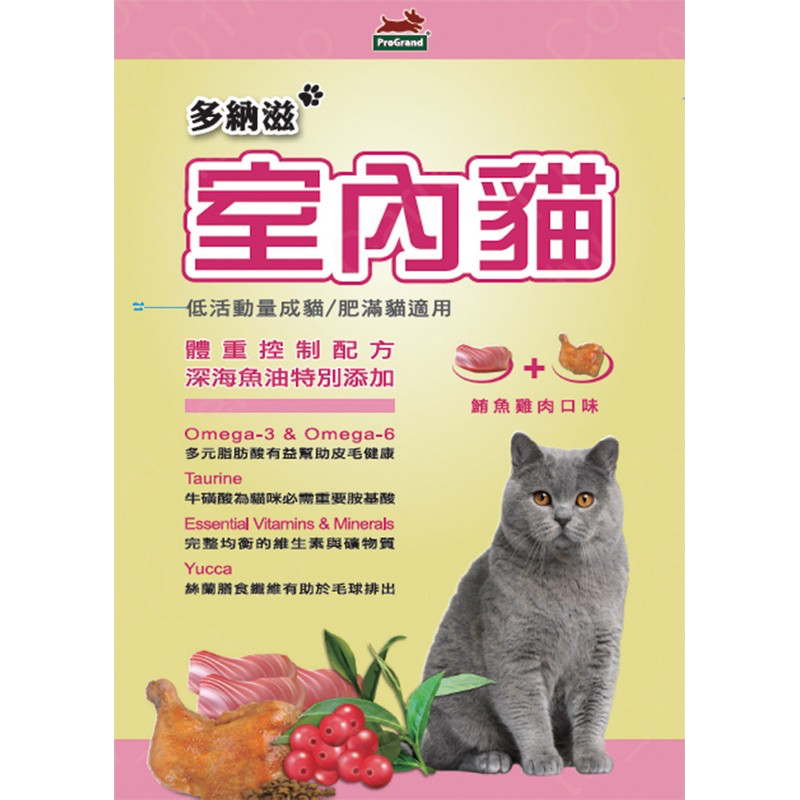 ProGrand
多納滋
室內貓
低活動量成貓/肥滿貓適用
體重控制配方
深海魚油特別添加
鮪魚雞肉口味
Omega-3 & Omega-6
多元脂肪酸有益幫助皮毛健康
Taurine
牛磺酸為貓咪必需重要胺基酸
Essential Vitamins & Minerals
完整均衡的維生素與礦物質
Yucca
絲蘭膳食纖維有助於毛球排出